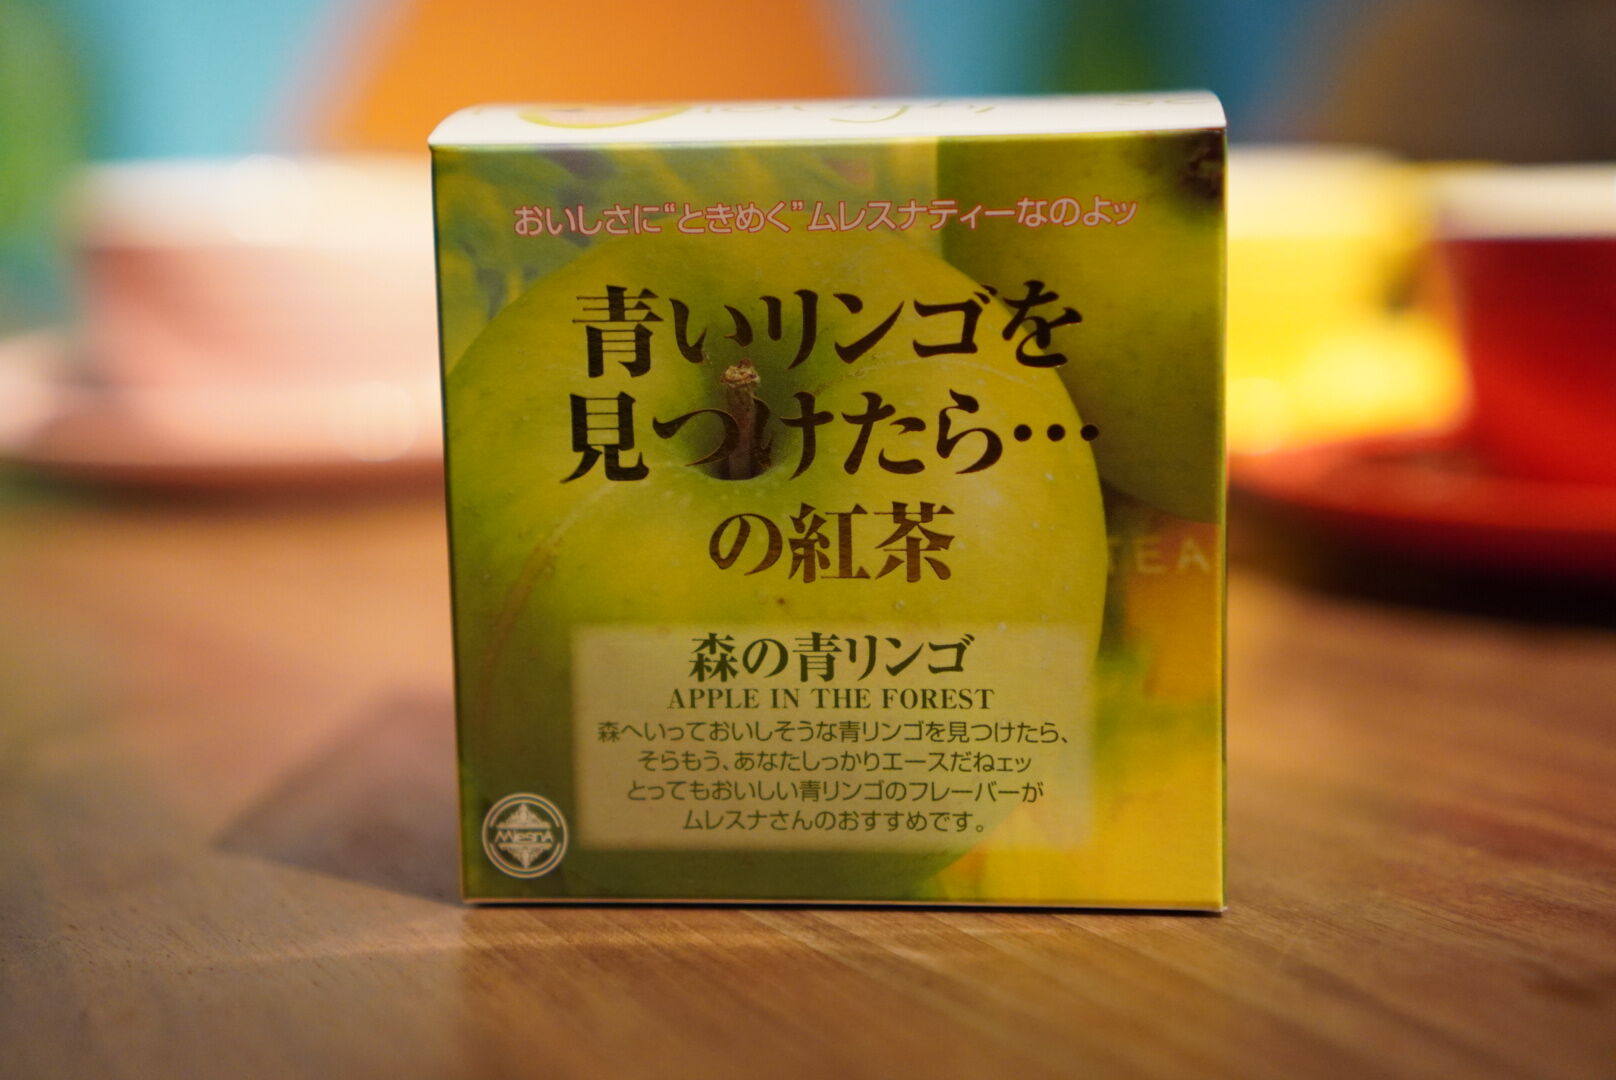 おいしさに“ときめく”ムレスナティーなのよッ
青いリンゴを
見つけたら…
の紅茶
TEA
森の青リンゴ
APPLE IN THE FOREST
森へいっておいしそうな青リンゴを見つけたら、
そらもう、あなたしっかりエースだねェッ
とってもおいしい青リンゴのフレーバーが
ムレスナさんのおすすめです。
MLESNA